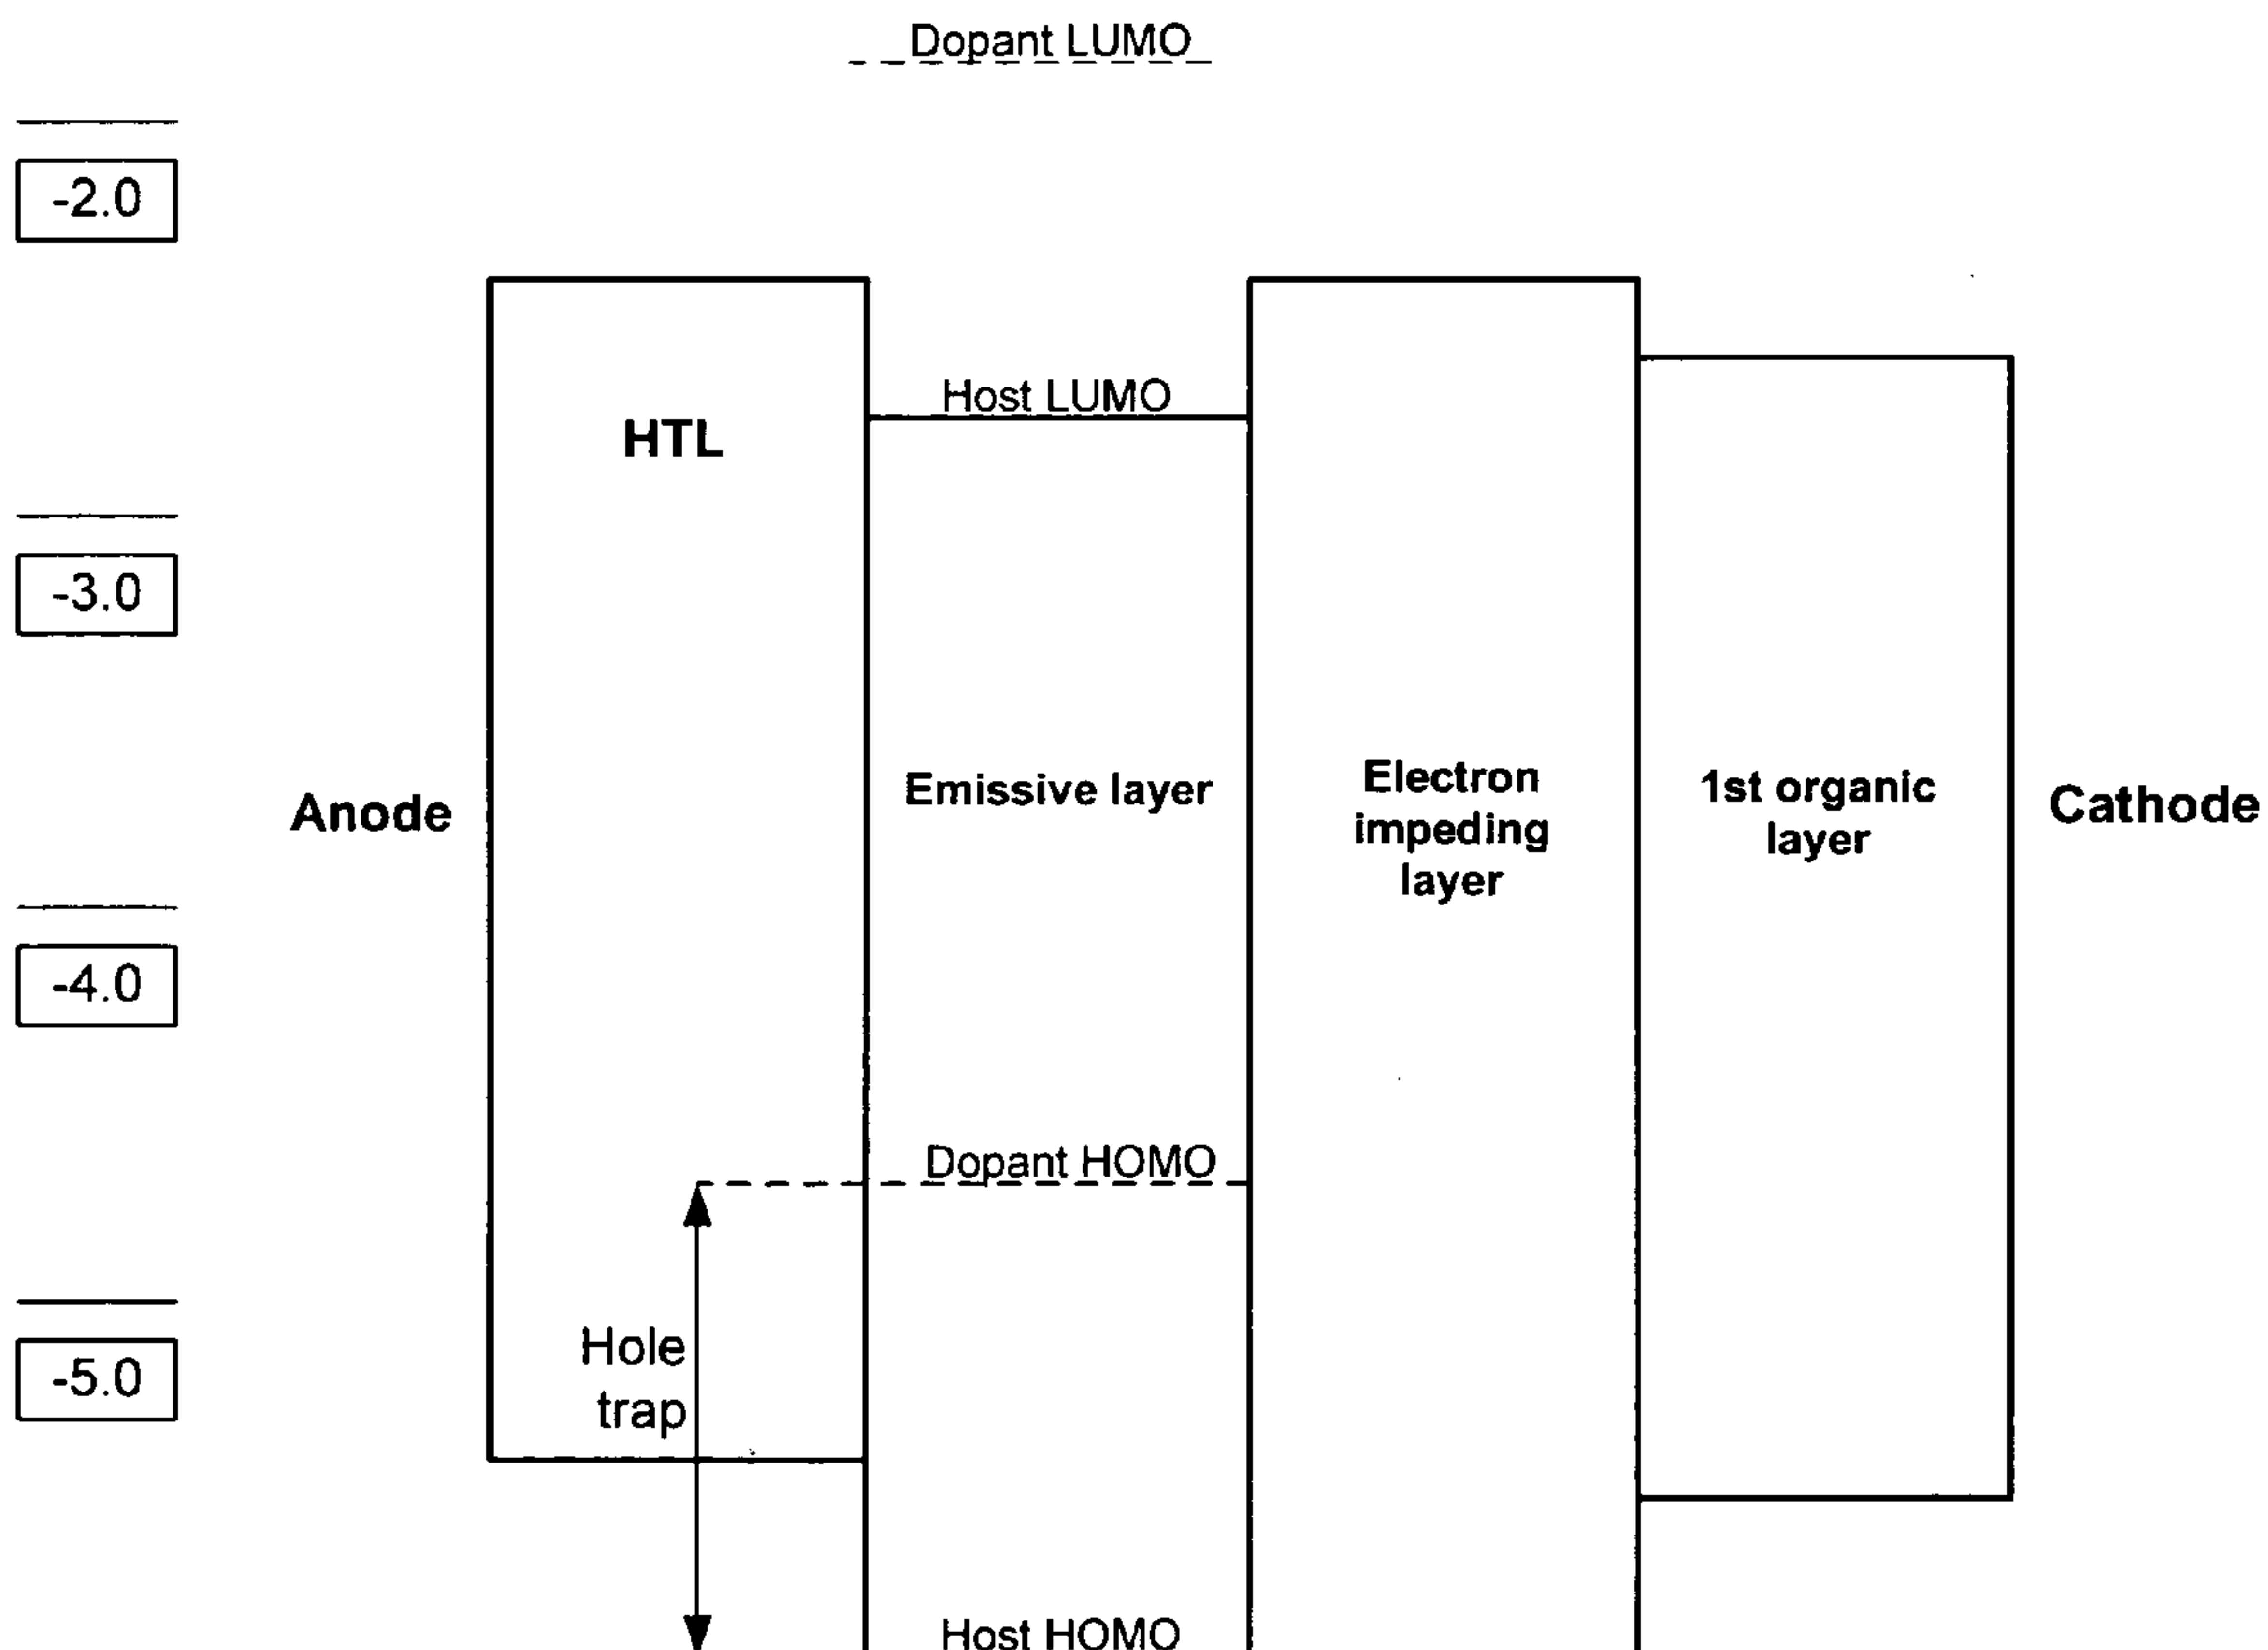 Dopant LUMO
-2.0
Host LUMO
HTL
-3.0
Anode
Emissive layer
Electron
impeding
layer
1st organic
layer
Cathode
-4.0
Dopant HOMO
-5.0
Hole
trap
Host HOMO